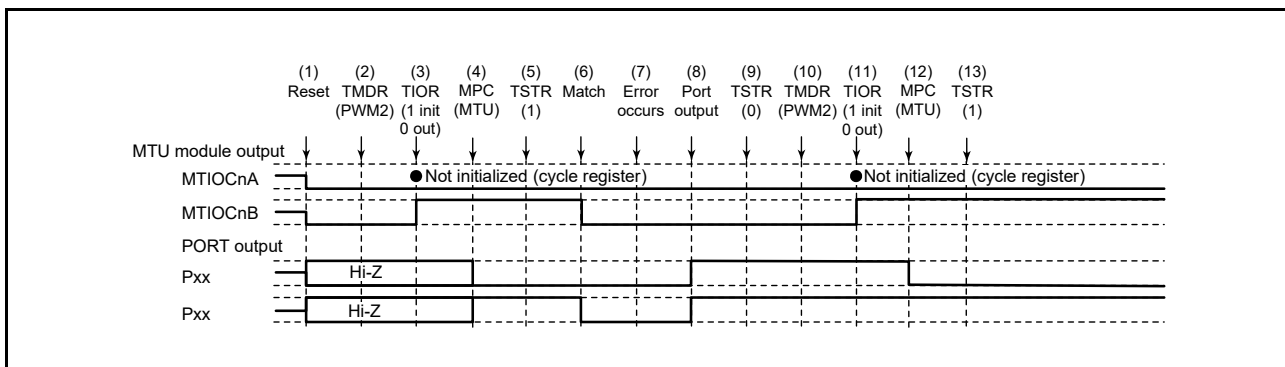 (1) (2) (3) (4) (5) (6) (7) (8) (9) (10) (11) (12) (13)
Reset TMDR TIOR MPC TSTR Match Error Port TSTR TMDR TIOR MPC TSTR
(PWM2) (1 init (MTU) (1) occurs output (0) (PWM2) (1 init (MTU) (1)
0 out) 0 out)
MTU module output
MTIOCnA ●Not initialized (cycle register) ●Not initialized (cycle register)
MTIOCnB
PORT output
Pxx Hi-Z
Pxx Hi-Z